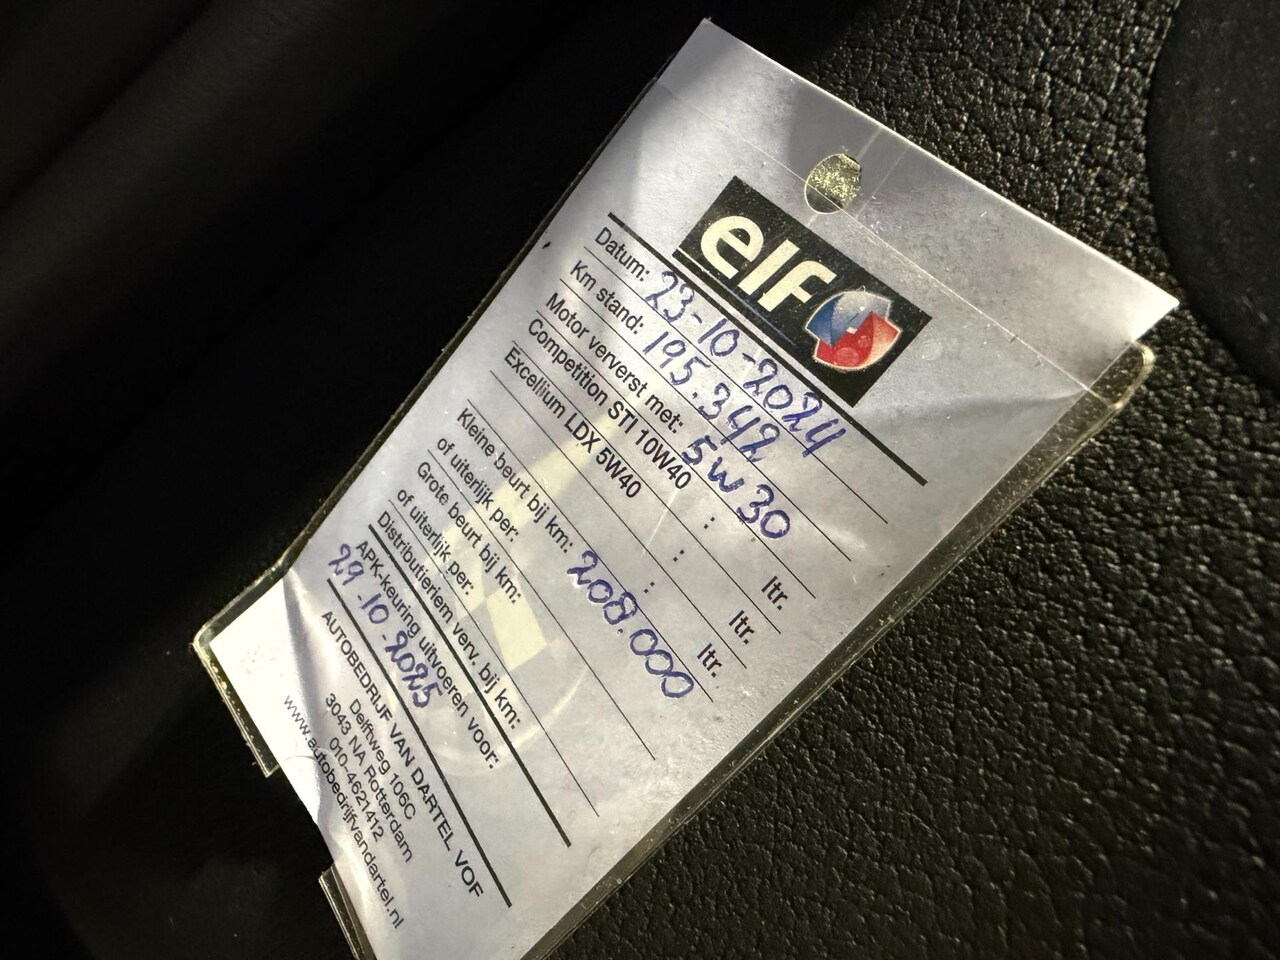 elf
Datum: 23-10-2024
Km stand: 195.342
Motor ververst met: 5W30
Competition STI 10W40 : ltr.
Excellium LDX 5W40 : ltr.
: ltr.
Kleine beurt bij km: 208.000
of uiterlijk per:
Grote beurt bij km:
of uiterlijk per:
Distributieriem verv. bij km:
APK-keuring uitvoeren voor:
29-10-2025
AUTOBEDRIJF VAN DARTEL VOF
Delftweg 106C
3043 NA Rotterdam
010-4621412
www.autobedrijfvandartel.nl